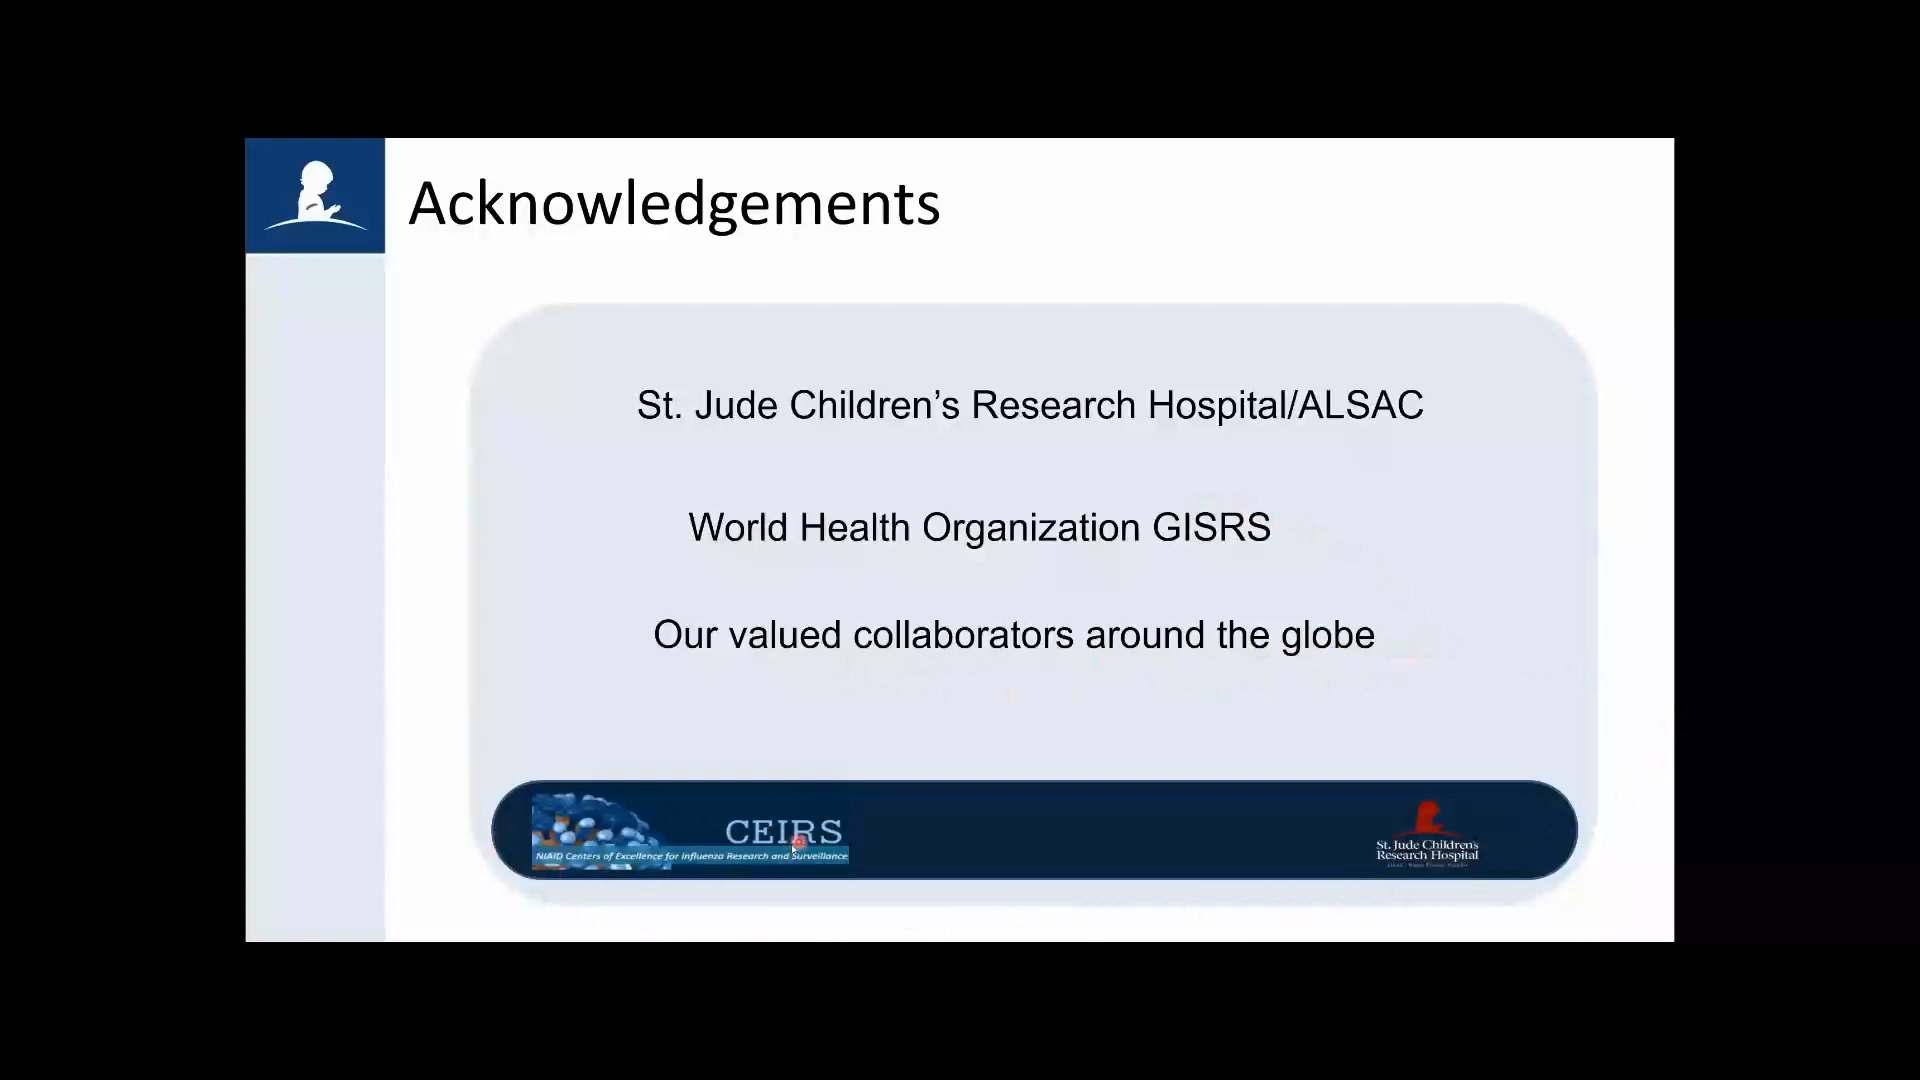 Acknowledgements
St. Jude Children’s Research Hospital/ALSAC
World Health Organization GISRS
Our valued collaborators around the globe
CEIRS
NIAID Centers of Excellence for Influenza Research and Surveillance
St. Jude Children's
Research Hospital